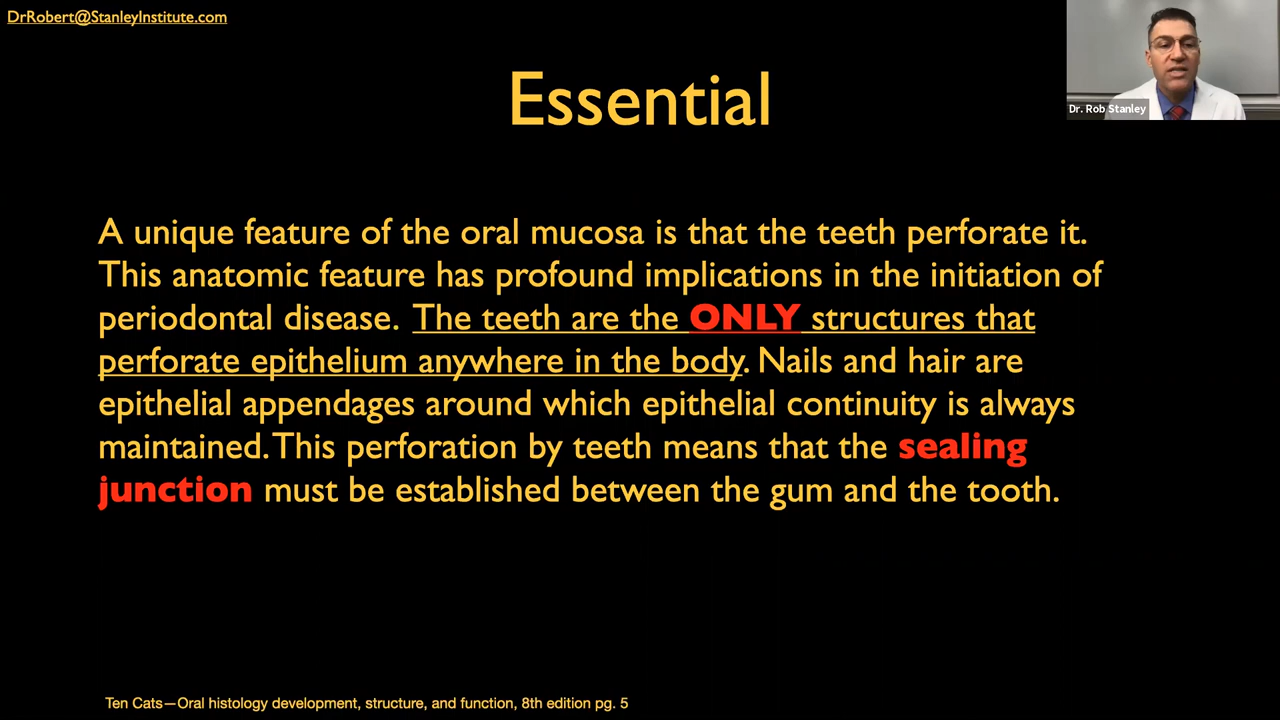 DrRobert@StanleyInstitute.com
Dr. Rob Stanley
Essential
A unique feature of the oral mucosa is that the teeth perforate it.
This anatomic feature has profound implications in the initiation of
periodontal disease. The teeth are the ONLY structures that
perforate epithelium anywhere in the body. Nails and hair are
epithelial appendages around which epithelial continuity is always
maintained. This perforation by teeth means that the sealing
junction must be established between the gum and the tooth.
Ten Cats—Oral histology development, structure, and function, 8th edition pg. 5